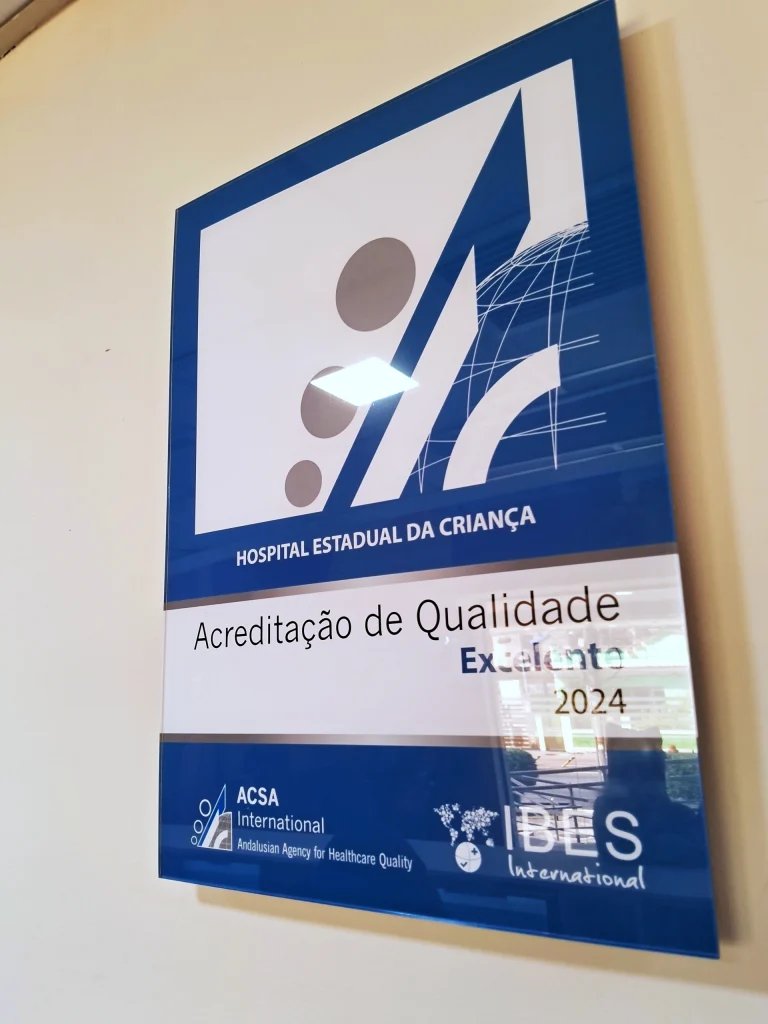 HOSPITAL ESTADUAL DA CRIANÇA
Acreditação de Qualidade
Excelente
2024
ACSA
International
Andalusian Agency for Healthcare Quality
IBES
International